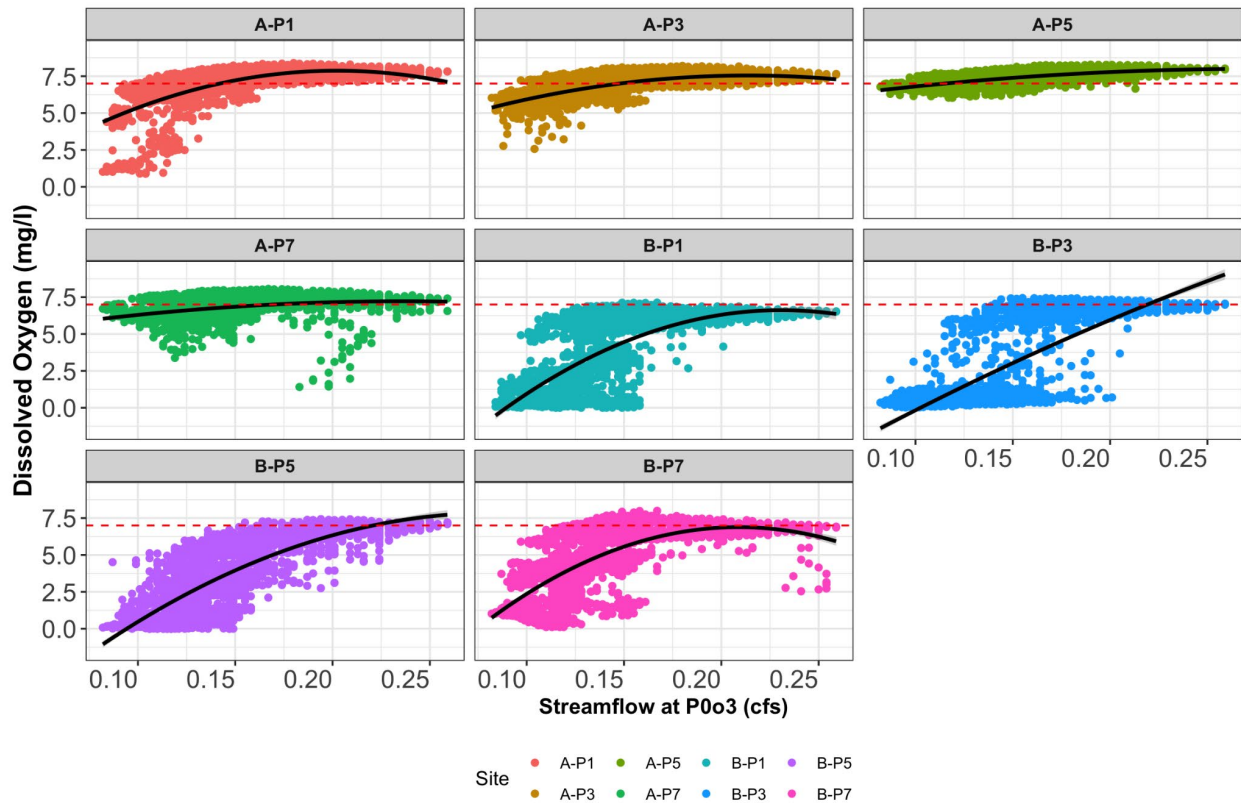 A-P1
A-P3
A-P5
7.5
5.0
2.5
0.0
A-P7
B-P1
B-P3
7.5
5.0
2.5
0.0
0.10 0.15 0.20 0.25
B-P5
B-P7
7.5
5.0
2.5
0.0
0.10 0.15 0.20 0.25
0.10 0.15 0.20 0.25
Dissolved Oxygen (mg/l)
Streamflow at P0o3 (cfs)
Site
A-P1
A-P3
A-P5
A-P7
B-P1
B-P3
B-P5
B-P7